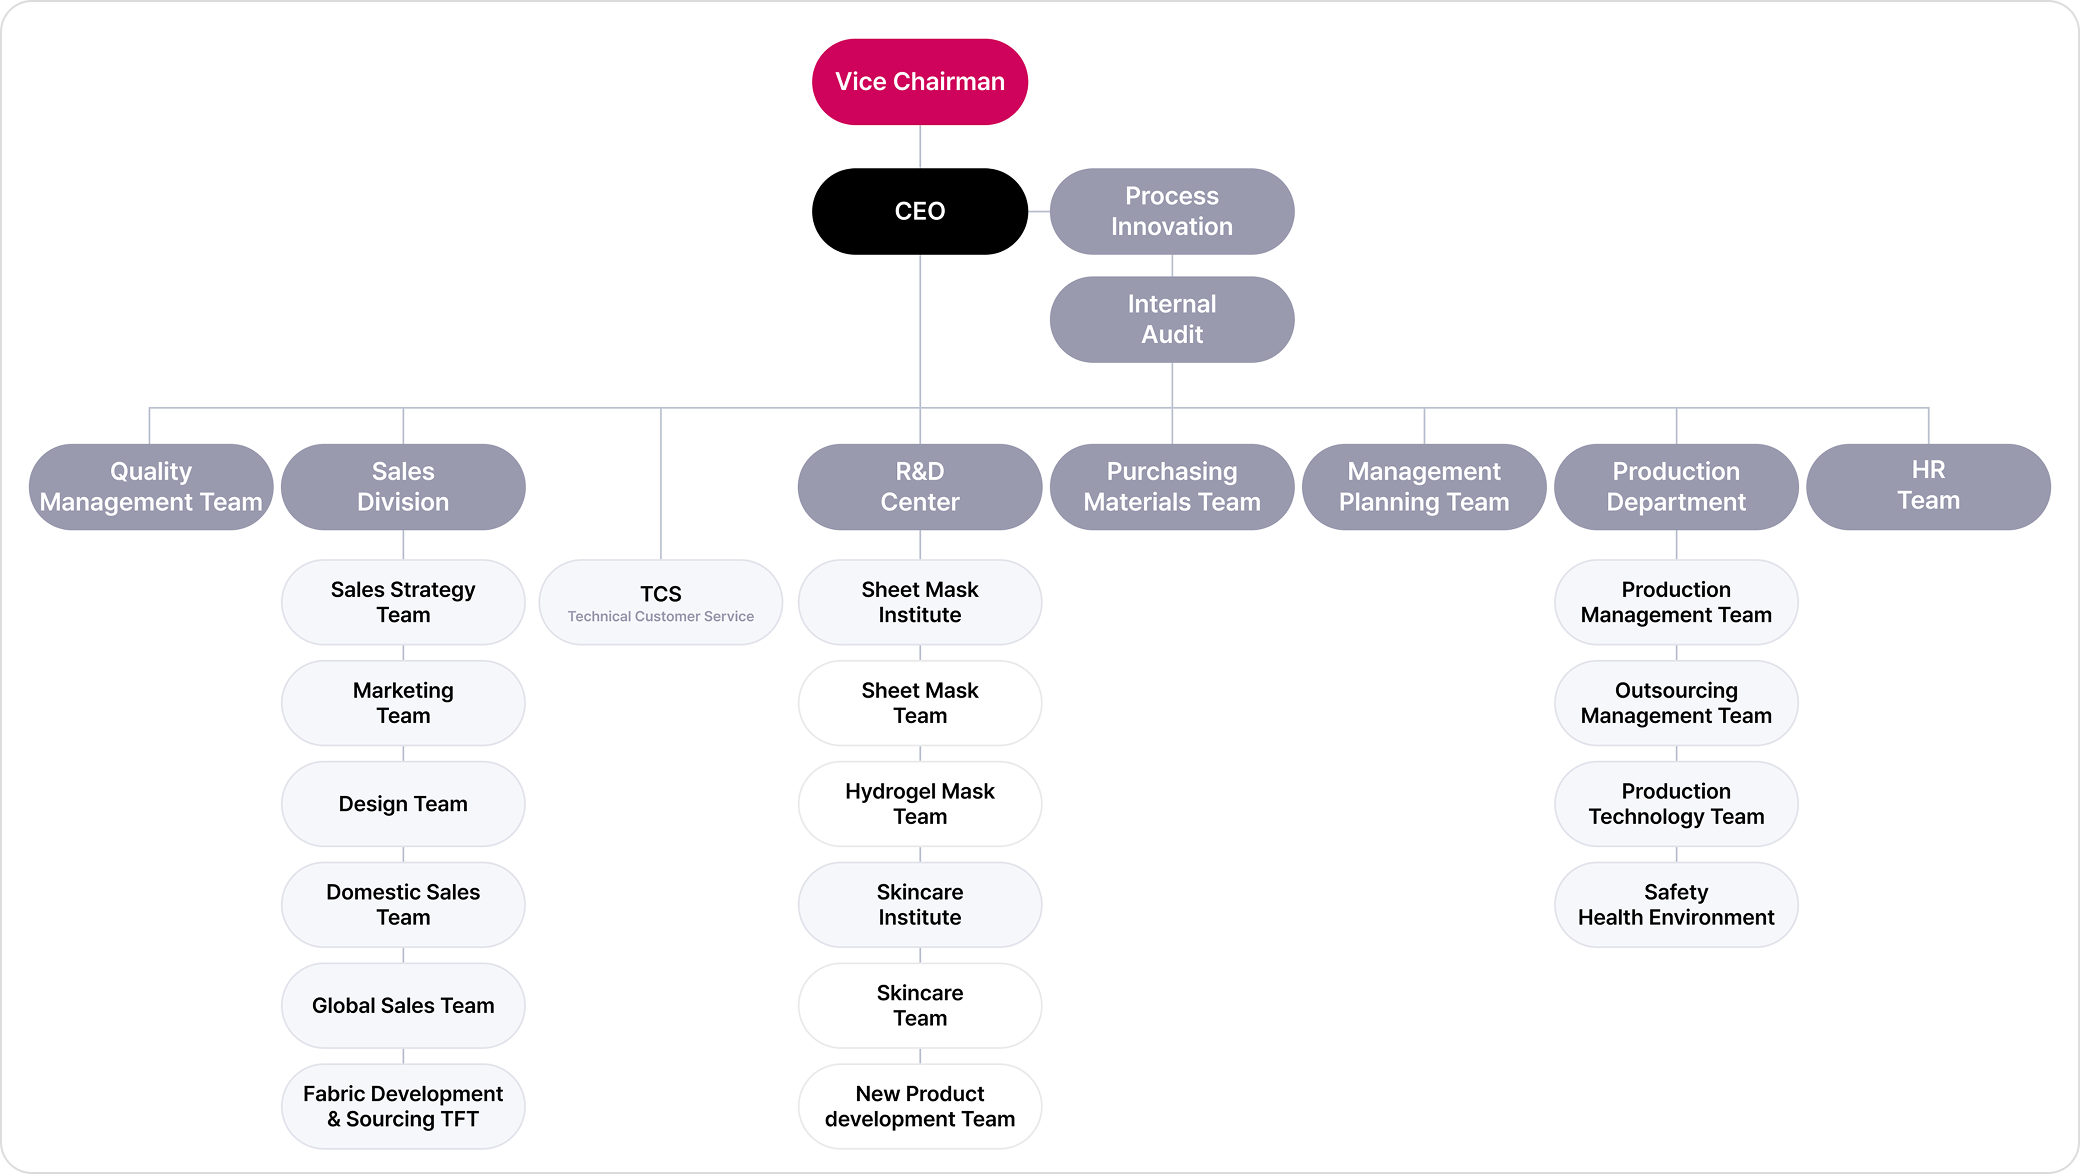 Vice Chairman
CEO
Process
Innovation
Internal
Audit
Quality
Management Team
Sales
Division
R&D
Center
Purchasing
Materials Team
Management
Planning Team
Production
Department
HR
Team
Sales Strategy
Team
Marketing
Team
Design Team
Domestic Sales
Team
Global Sales Team
Fabric Development
& Sourcing TFT
TCS
Technical Customer Service
Sheet Mask
Institute
Sheet Mask
Team
Hydrogel Mask
Team
Skincare
Institute
Skincare
Team
New Product
development Team
Production
Management Team
Outsourcing
Management Team
Production
Technology Team
Safety
Health Environment